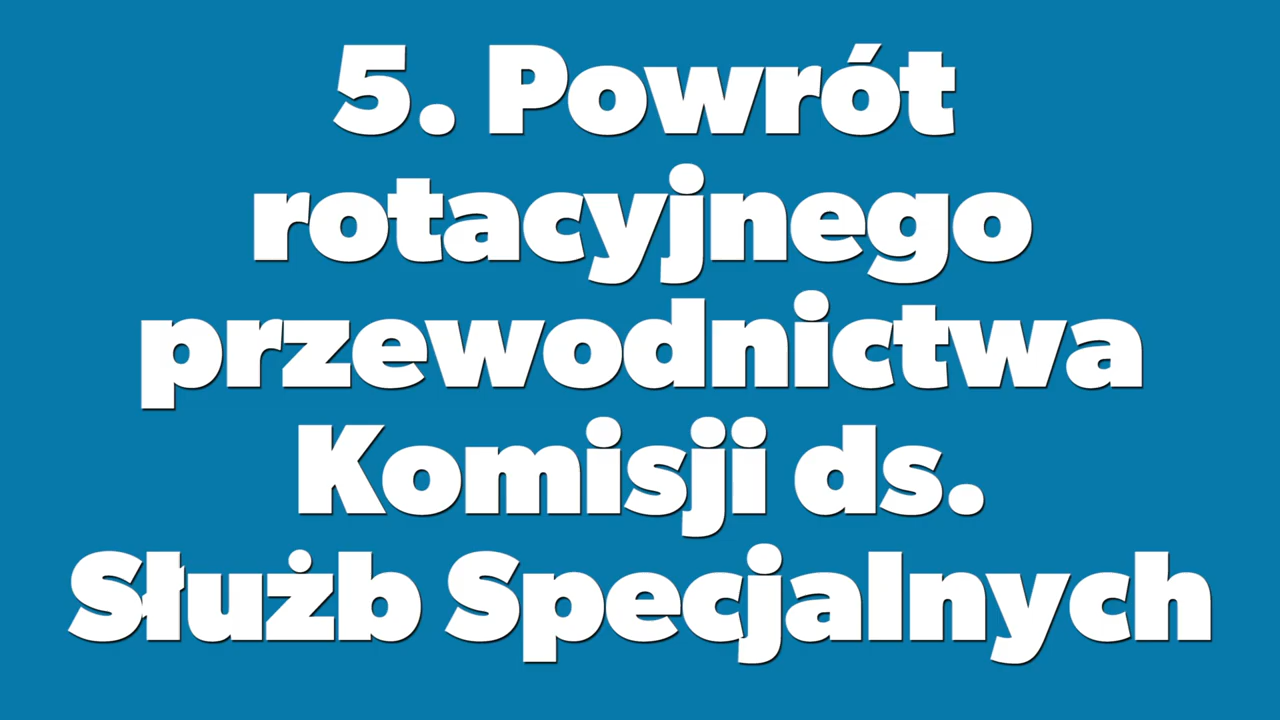 5. Powrót
rotacyjnego
przewodnictwa
Komisji ds.
Służb Specjalnych